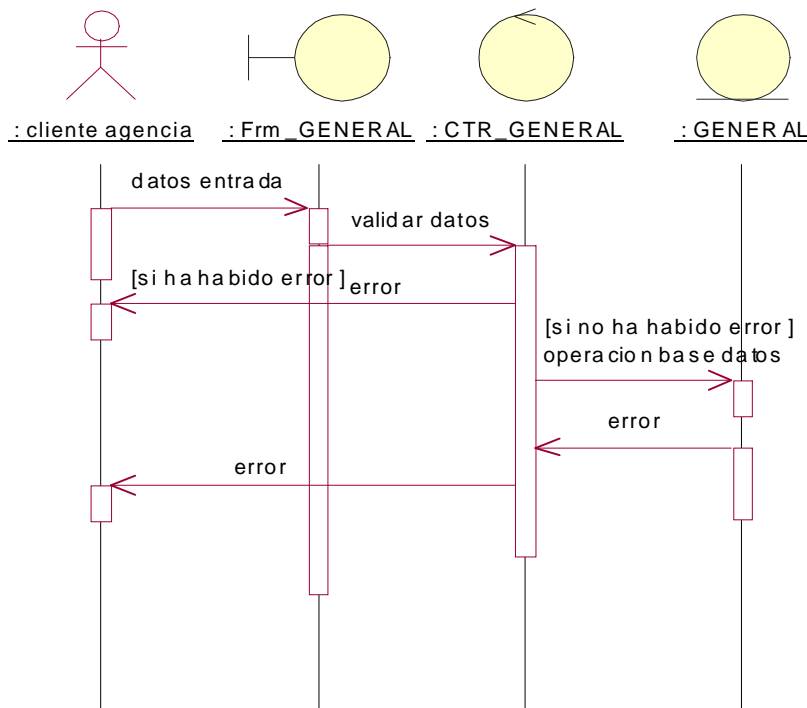 : cliente agencia
: Frm_GENERAL
: CTR_GENERAL
: GENERAL
datos entrada
validar datos
[si ha habido error]
error
[si no ha habido error]
operacion base datos
error
error